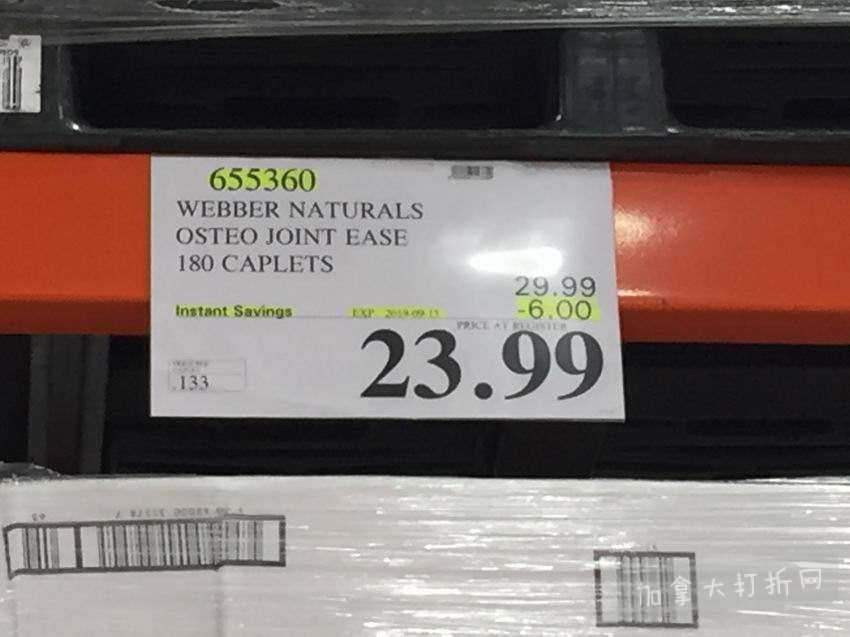 655360
WEBBER NATURALS
OSTEO JOINT EASE
180 CAPLETS
29.99
Instant Savings EXP. 2019-09-15 -6.00
PRICE AT REGISTER
23.99
.133
加拿大打折网